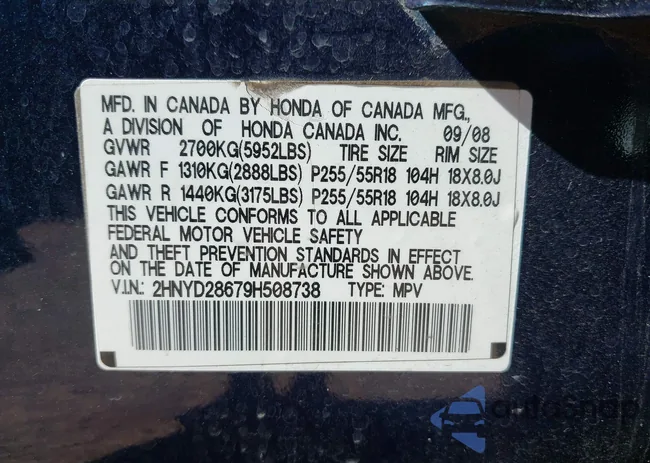 MFD. IN CANADA BY HONDA OF CANADA MFG.,
A DIVISION OF HONDA CANADA INC. 09/08
GVWR 2700KG(5952LBS) TIRE SIZE RIM SIZE
GAWR F 1310KG(2888LBS) P255/55R18 104H 18X8.0J
GAWR R 1440KG(3175LBS) P255/55R18 104H 18X8.0J
THIS VEHICLE CONFORMS TO ALL APPLICABLE
FEDERAL MOTOR VEHICLE SAFETY
AND THEFT PREVENTION STANDARDS IN EFFECT
ON THE DATE OF MANUFACTURE SHOWN ABOVE.
V.I.N.: 2HNYD28679H508738 TYPE: MPV
autoSnap